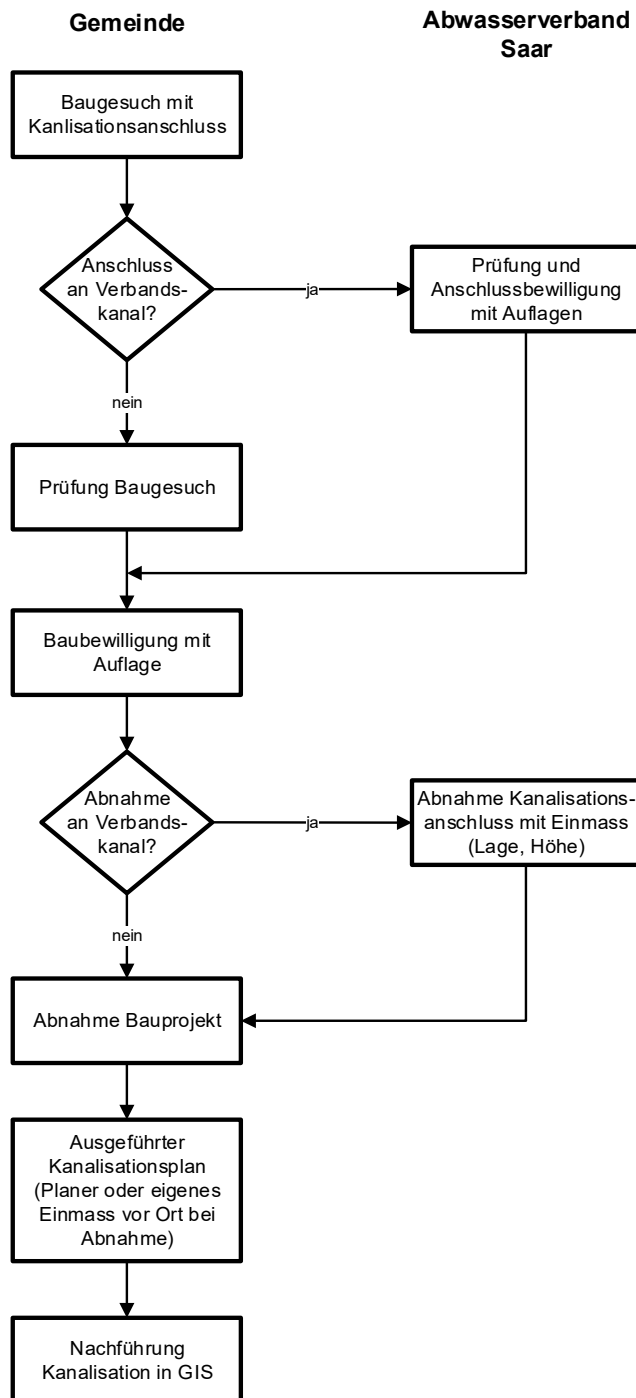 Gemeinde
Abwasserverband
Saar
Baugesuch mit
Kanlisationsanschluss
Anschluss
an Verbands-
kanal?
ja
Prüfung und
Anschlussbewilligung
mit Auflagen
nein
Prüfung Baugesuch
Baubewilligung mit
Auflage
Abnahme
an Verbands-
kanal?
ja
Abnahme Kanalisations-
anschluss mit Einmass
(Lage, Höhe)
nein
Abnahme Bauprojekt
Ausgeführter
Kanalisationsplan
(Planer oder eigenes
Einmass vor Ort bei
Abnahme)
Nachführung
Kanalisation in GIS